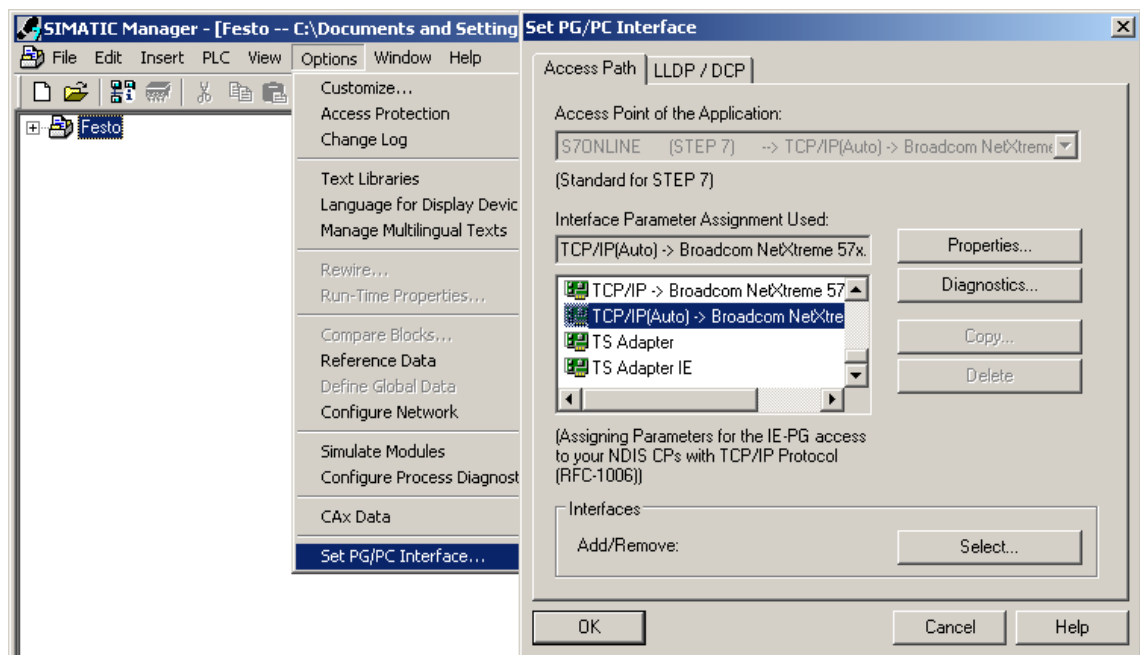 SIMATIC Manager - [Festo -- C:\Documents and Setting
File Edit Insert PLC View Options Window Help
Festo
Customize...
Access Protection
Change Log
Text Libraries
Language for Display Devic
Manage Multilingual Texts
Rewire...
Run-Time Properties...
Compare Blocks...
Reference Data
Define Global Data
Configure Network
Simulate Modules
Configure Process Diagnost
CAx Data
Set PG/PC Interface...
Set PG/PC Interface
Access Path LLDP / DCP
Access Point of the Application:
S7ONLINE (STEP 7) --> TCP/IP(Auto) -> Broadcom NetXtreme
(Standard for STEP 7)
Interface Parameter Assignment Used:
TCP/IP(Auto) -> Broadcom NetXtreme 57x.
Properties...
TCP/IP -> Broadcom NetXtreme 57
Diagnostics...
TCP/IP(Auto) -> Broadcom NetXtre
TS Adapter
Copy...
TS Adapter IE
Delete
(Assigning Parameters for the IE-PG access
to your NDIS CPs with TCP/IP Protocol
(RFC-1006))
Interfaces
Add/Remove: Select...
OK Cancel Help